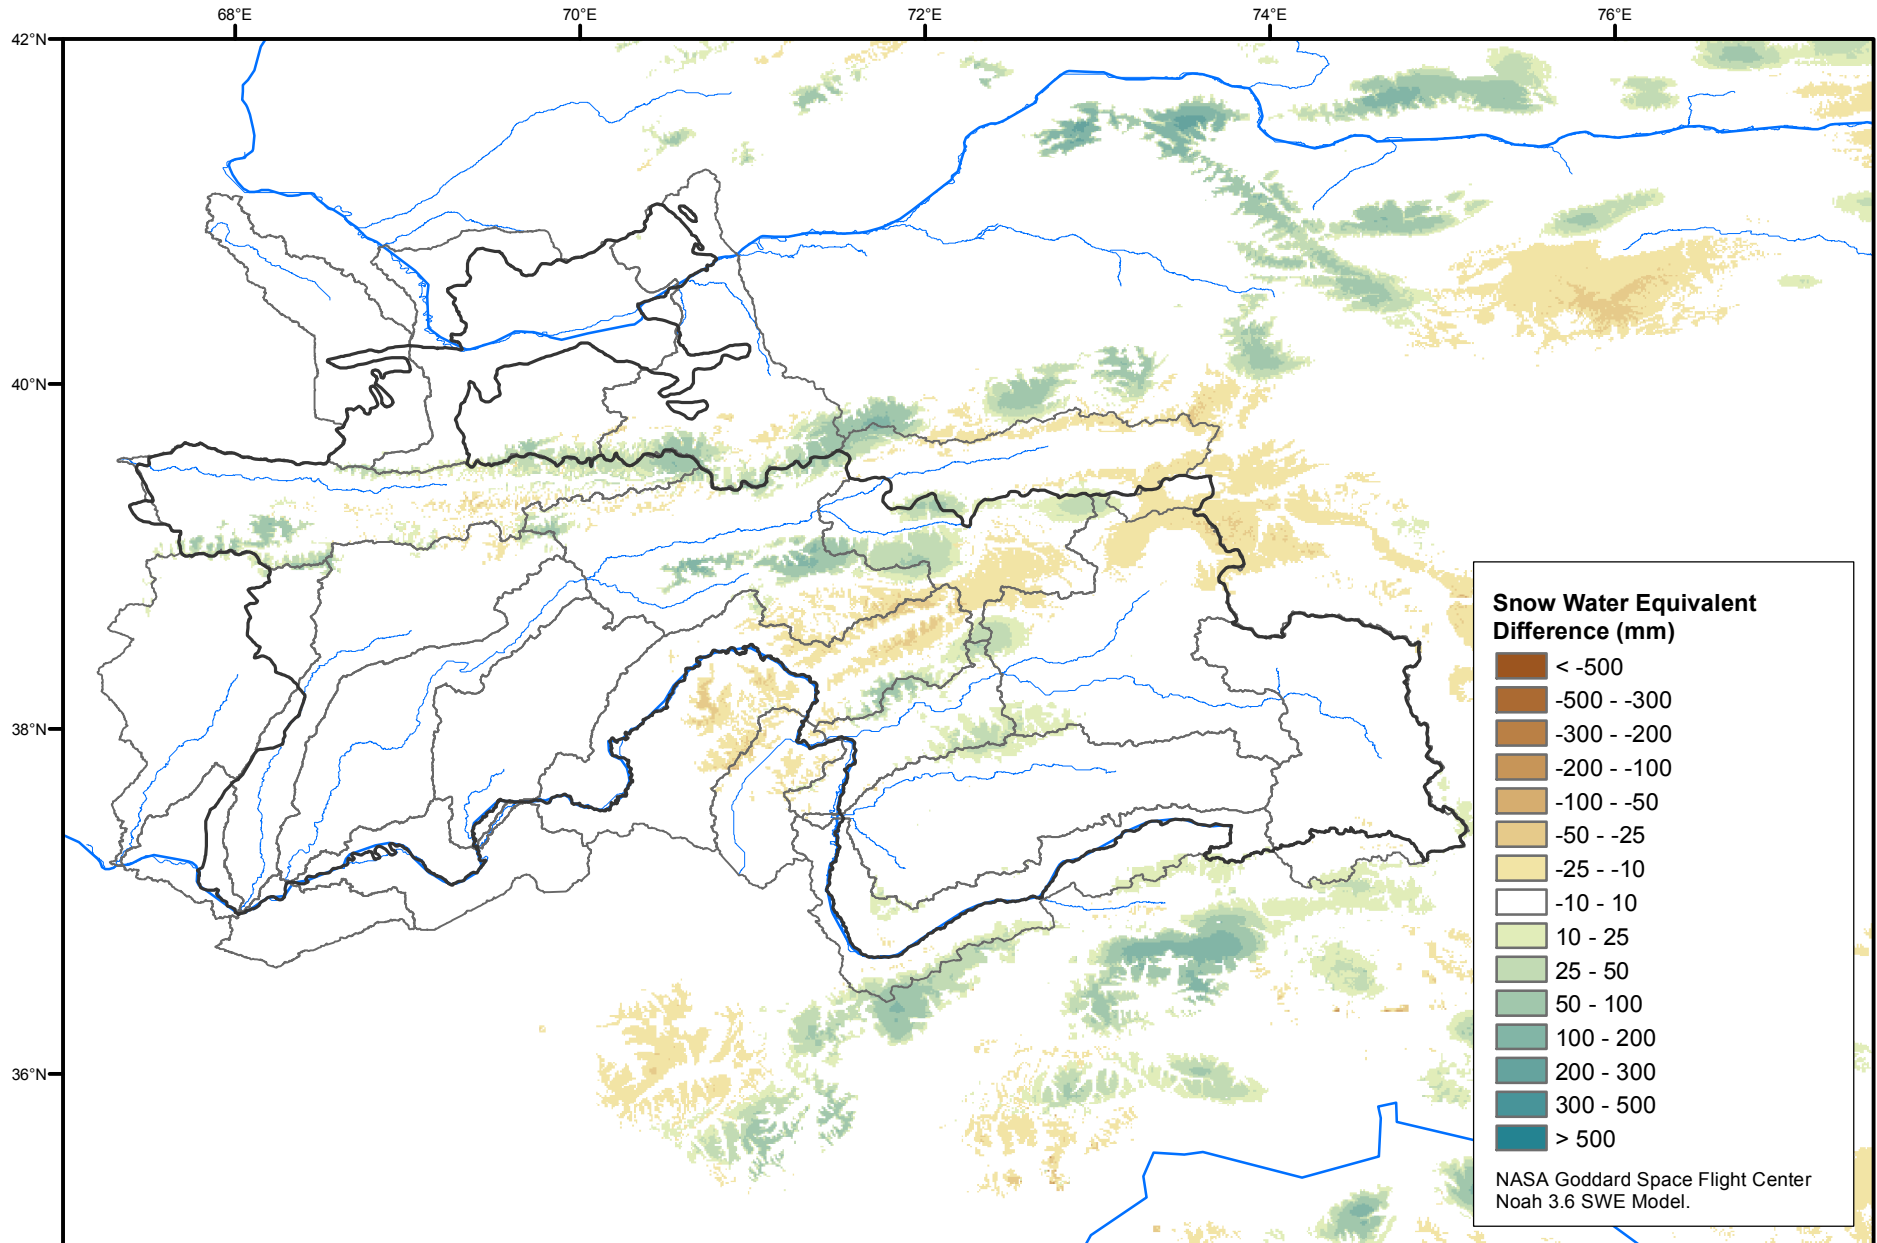 68°E 70°E 72°E 74°E 76°E
42°N
40°N
38°N
36°N
Snow Water Equivalent
Difference (mm)
< -500
-500 - -300
-300 - -200
-200 - -100
-100 - -50
-50 - -25
-25 - -10
-10 - 10
10 - 25
25 - 50
50 - 100
100 - 200
200 - 300
300 - 500
> 500
NASA Goddard Space Flight Center
Noah 3.6 SWE Model.